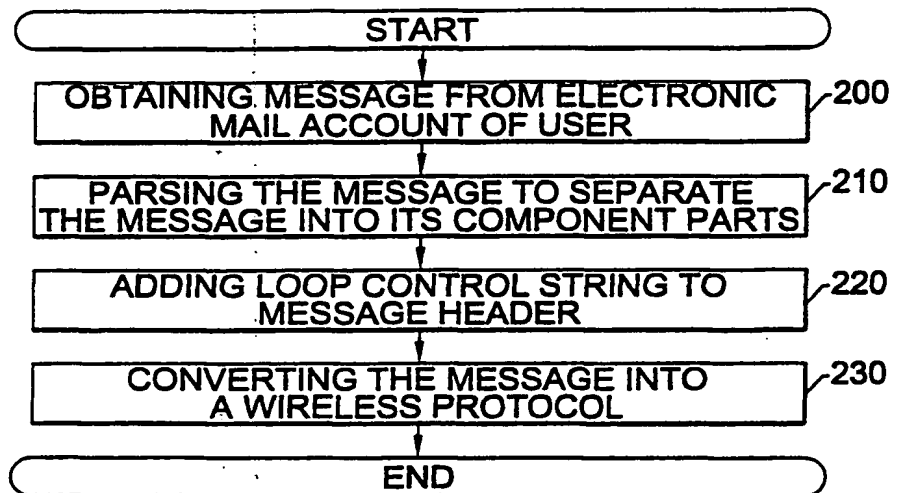 START
OBTAINING MESSAGE FROM ELECTRONIC
MAIL ACCOUNT OF USER
200
PARSING THE MESSAGE TO SEPARATE
THE MESSAGE INTO ITS COMPONENT PARTS
210
ADDING LOOP CONTROL STRING TO
MESSAGE HEADER
220
CONVERTING THE MESSAGE INTO
A WIRELESS PROTOCOL
230
END